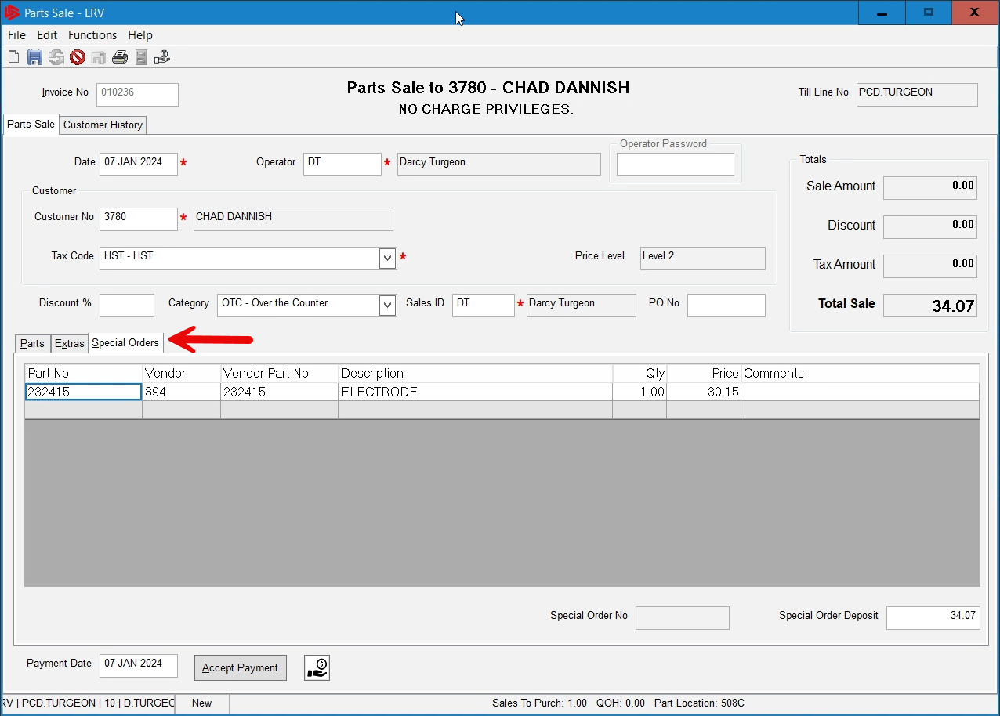 Parts Sale - LRV
File Edit Functions Help
Invoice No 010236
Parts Sale to 3780 - CHAD DANNISH
NO CHARGE PRIVILEGES.
Till Line No PCD.TURGEON
Parts Sale Customer History
Date 07 JAN 2024 * Operator DT * Darcy Turgeon
Operator Password
Customer
Customer No 3780 * CHAD DANNISH
Tax Code HST - HST * Price Level Level 2
Discount % Category OTC - Over the Counter Sales ID DT * Darcy Turgeon PO No
Totals
Sale Amount 0.00
Discount 0.00
Tax Amount 0.00
Total Sale 34.07
Parts Extras Special Orders
Part No Vendor Vendor Part No Description Qty Price Comments
232415 394 232415 ELECTRODE 1.00 30.15
Special Order No Special Order Deposit 34.07
Payment Date 07 JAN 2024 Accept Payment
RV | PCD.TURGEON | 10 | D.TURGEC New Sales To Purch: 1.00 QOH: 0.00 Part Location: 508C